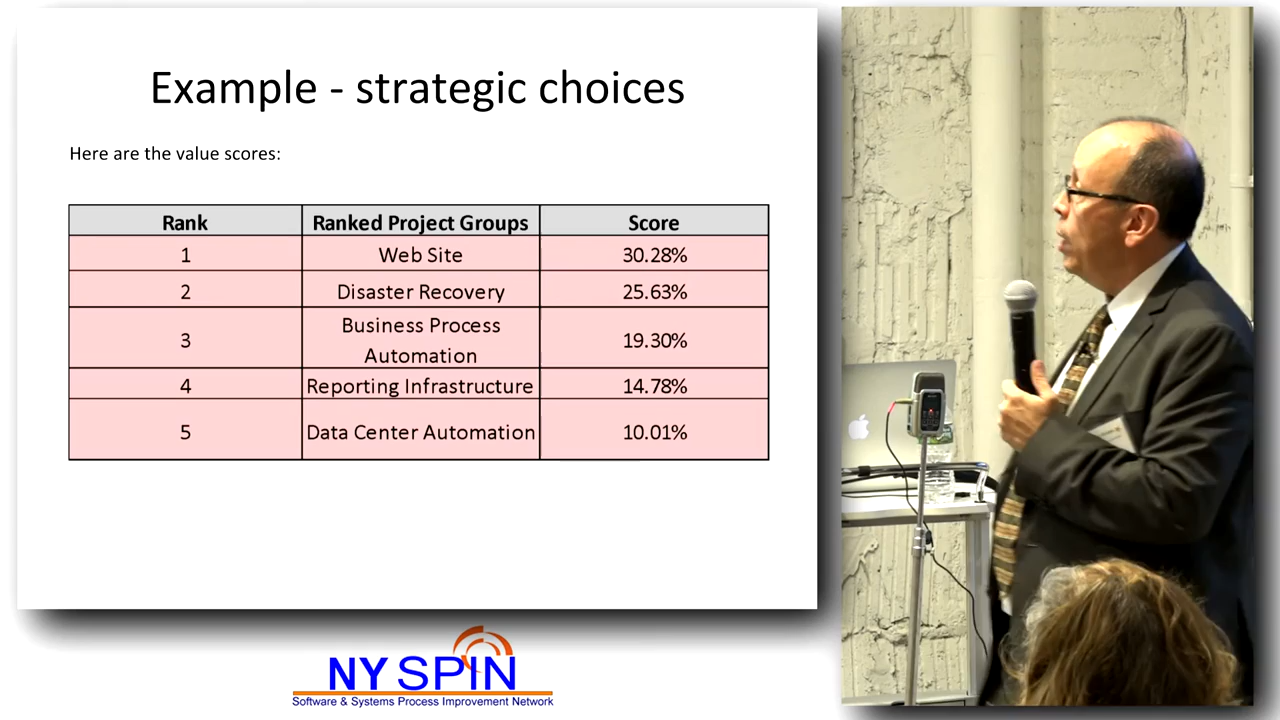 Example - strategic choices
Here are the value scores:
Rank Ranked Project Groups Score
1 Web Site 30.28%
2 Disaster Recovery 25.63%
3 Business Process Automation 19.30%
4 Reporting Infrastructure 14.78%
5 Data Center Automation 10.01%
NY SPIN
Software & Systems Process Improvement Network